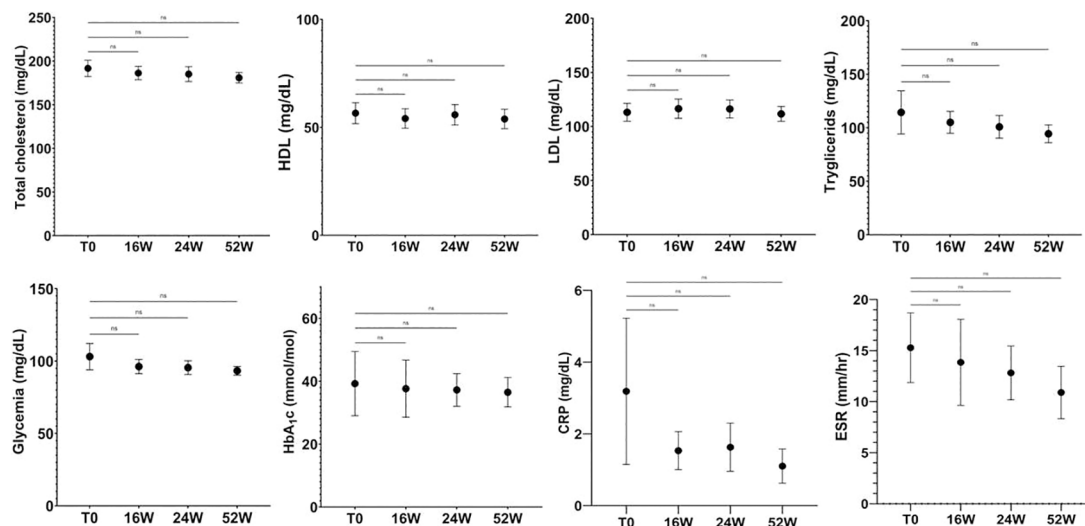 Total cholesterol (mg/dL)
250
200
150
100
50
0
ns
ns
ns
T0 16W 24W 52W
HDL (mg/dL)
100
50
0
ns
ns
ns
T0 16W 24W 52W
LDL (mg/dL)
200
150
100
50
0
ns
ns
ns
T0 16W 24W 52W
Tryglicerids (mg/dL)
200
150
100
50
0
ns
ns
ns
T0 16W 24W 52W
Glycemia (mg/dL)
150
100
50
0
ns
ns
ns
T0 16W 24W 52W
HbA1c (mmol/mol)
60
40
20
0
ns
ns
ns
T0 16W 24W 52W
CRP (mg/dL)
6
4
2
0
ns
ns
ns
T0 16W 24W 52W
ESR (mm/hr)
20
15
10
5
0
ns
ns
ns
T0 16W 24W 52W